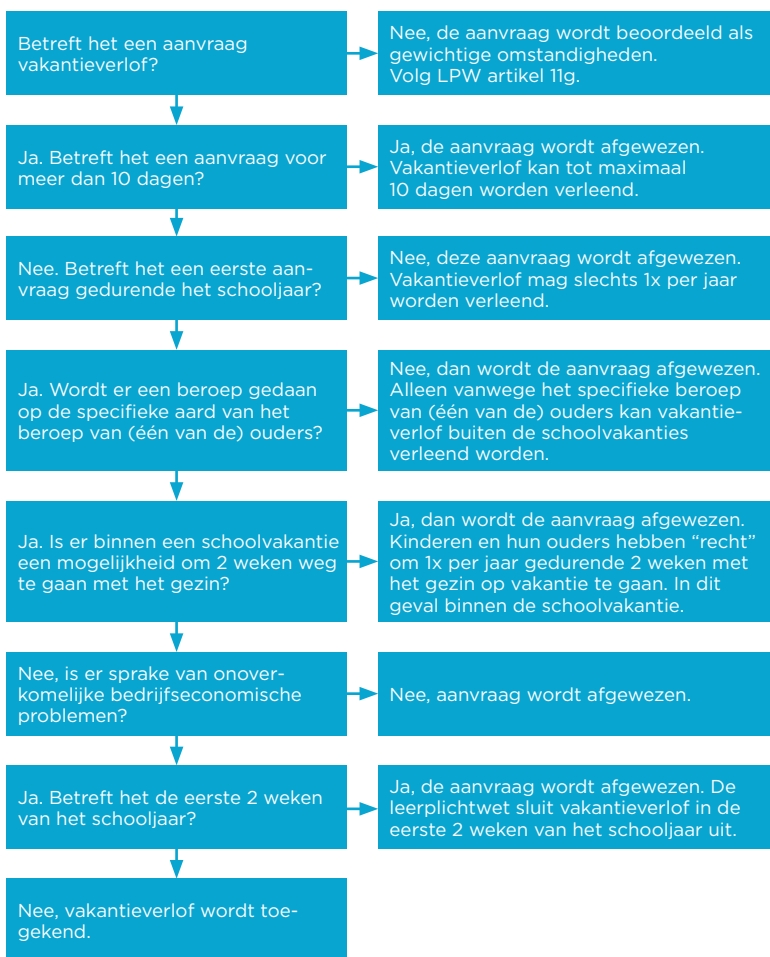 Betreft het een aanvraag
vakantieverlof?
Nee, de aanvraag wordt beoordeeld als
gewichtige omstandigheden.
Volg LPW artikel 11g.
Ja. Betreft het een aanvraag voor
meer dan 10 dagen?
Ja, de aanvraag wordt afgewezen.
Vakantieverlof kan tot maximaal
10 dagen worden verleend.
Nee. Betreft het een eerste aan-
vraag gedurende het schooljaar?
Nee, deze aanvraag wordt afgewezen.
Vakantieverlof mag slechts 1x per jaar
worden verleend.
Ja. Wordt er een beroep gedaan
op de specifieke aard van het
beroep van (één van de) ouders?
Nee, dan wordt de aanvraag afgewezen.
Alleen vanwege het specifieke beroep
van (één van de) ouders kan vakantie-
verlof buiten de schoolvakanties
verleend worden.
Ja. Is er binnen een schoolvakantie
een mogelijkheid om 2 weken weg
te gaan met het gezin?
Ja, dan wordt de aanvraag afgewezen.
Kinderen en hun ouders hebben “recht”
om 1x per jaar gedurende 2 weken met
het gezin op vakantie te gaan. In dit
geval binnen de schoolvakantie.
Nee, is er sprake van onover-
komelijke bedrijfseconomische
problemen?
Nee, aanvraag wordt afgewezen.
Ja. Betreft het de eerste 2 weken
van het schooljaar?
Ja, de aanvraag wordt afgewezen. De
leerplichtwet sluit vakantieverlof in de
eerste 2 weken van het schooljaar uit.
Nee, vakantieverlof wordt toe-
gekend.